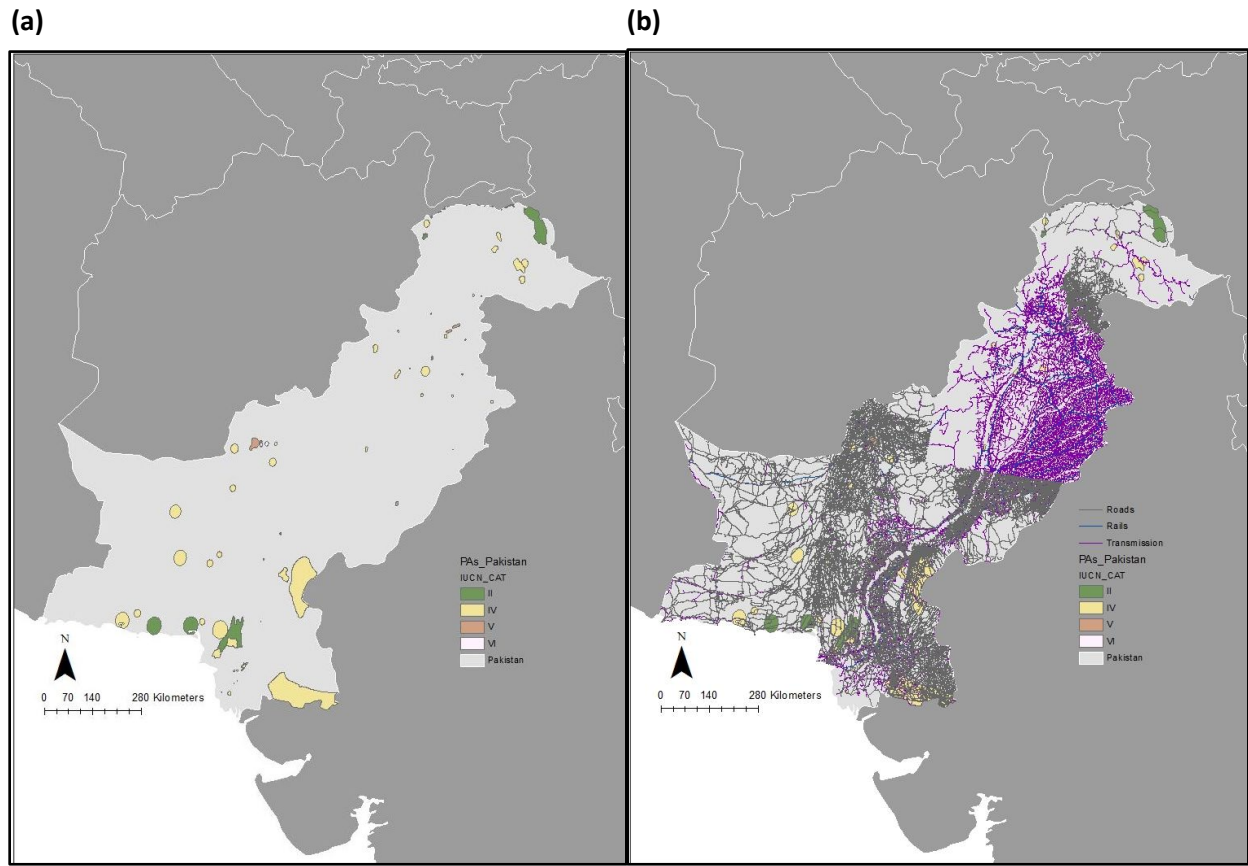 (a)
(b)
PAs_Pakistan
IUCN_CAT
II
IV
V
VI
Pakistan
N
0 70 140 280 Kilometers
Roads
Rails
Transmission
PAs_Pakistan
IUCN_CAT
II
IV
V
VI
Pakistan
N
0 70 140 280 Kilometers